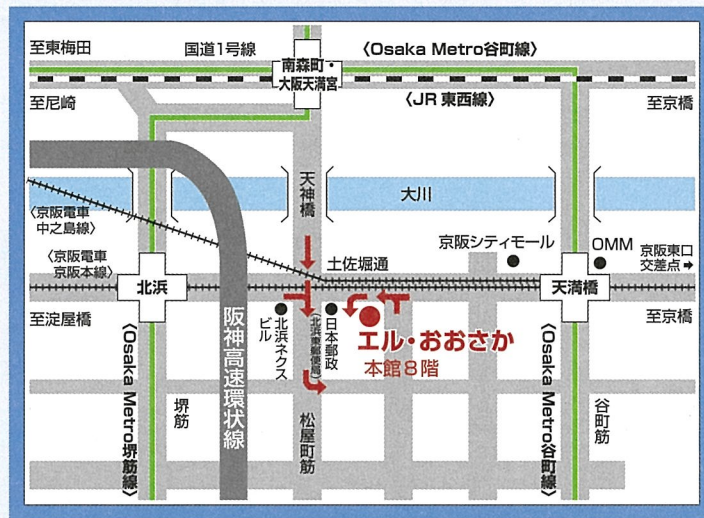 至東梅田
国道1号線
〈Osaka Metro谷町線〉
南森町・
大阪天満宮
至尼崎
〈JR 東西線〉
至京橋
天神橋
大川
〈京阪電車
中之島線〉
〈京阪電車
京阪本線〉
土佐堀通
京阪シティモール
OMM
京阪東口
交差点➡
北浜
天満橋
至淀屋橋
至京橋
北浜ネクス
ビル
日本郵政
(北浜東郵便局)
エル・おおさか
本館8階
〈Osaka Metro堺筋線〉
堺筋
阪神高速環状線
松屋町筋
〈Osaka Metro谷町線〉
谷町筋